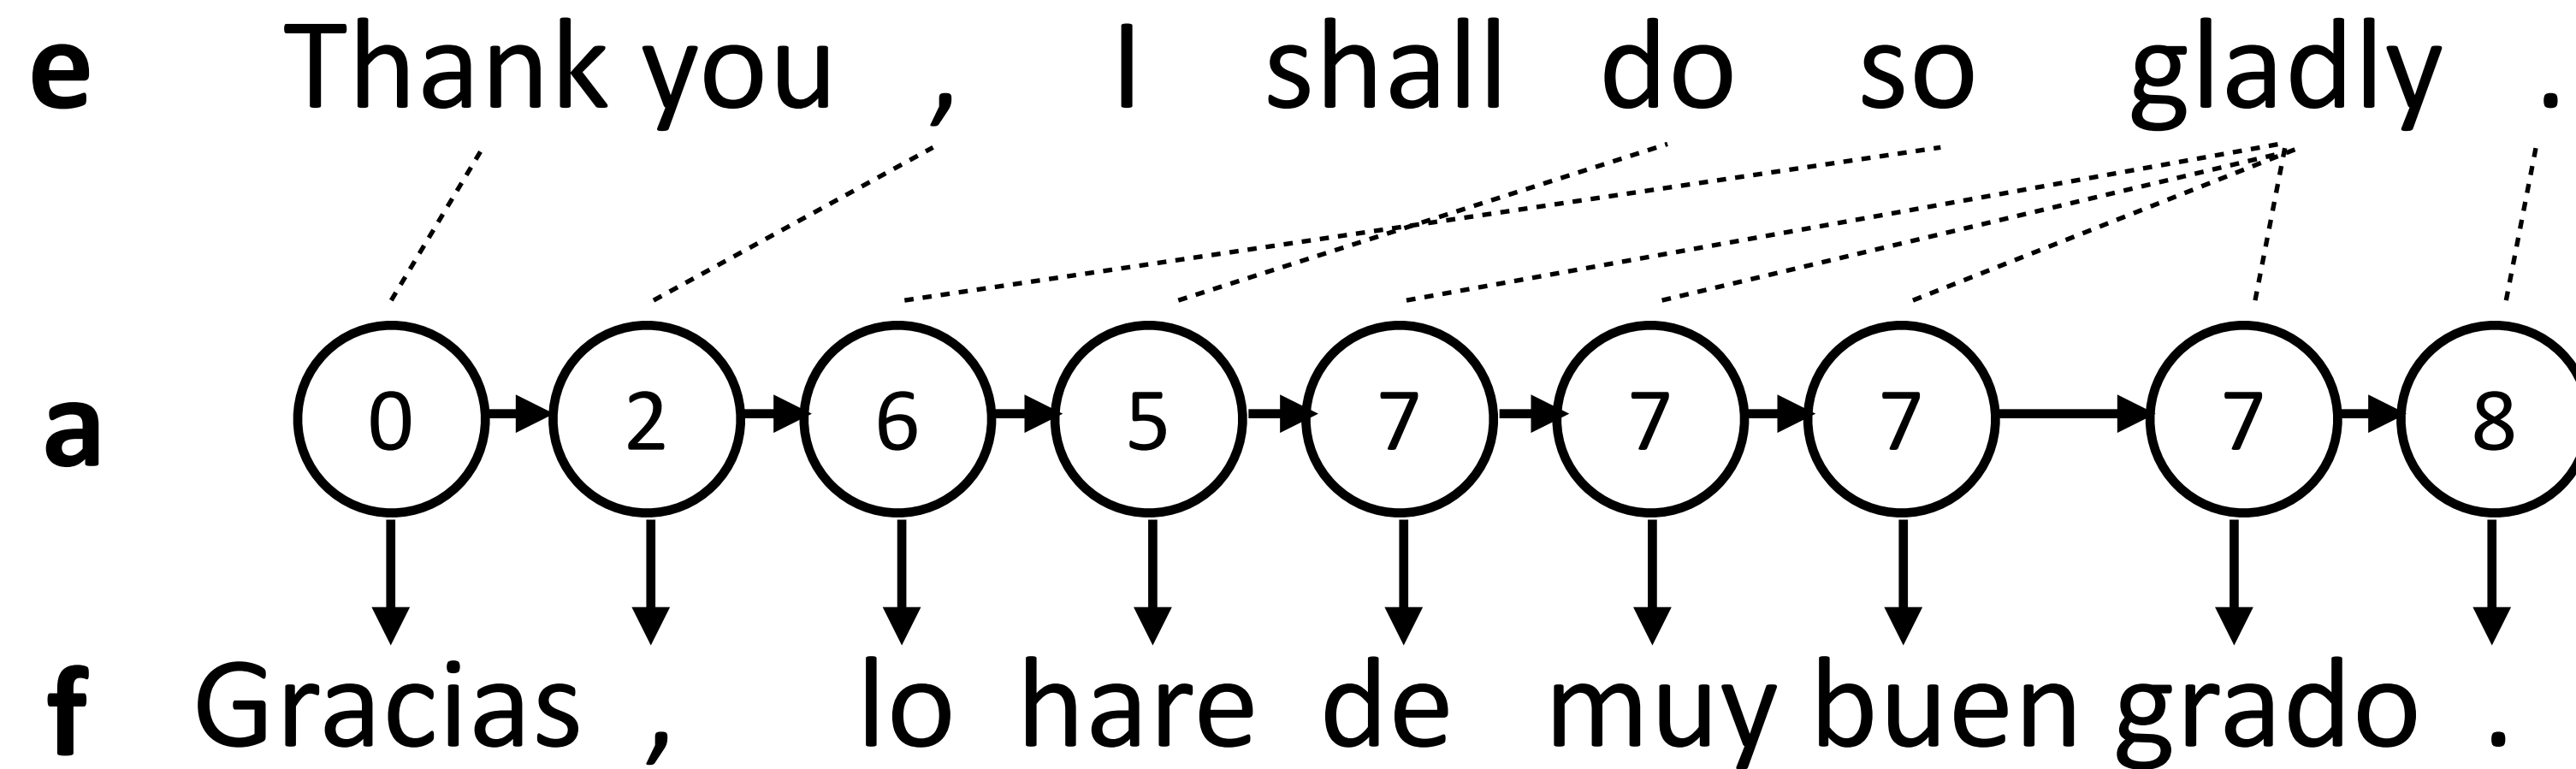 e Thank you , I shall do so gladly .
a 0 2 6 5 7 7 7 7 8
f Gracias , lo hare de muy buen grado .